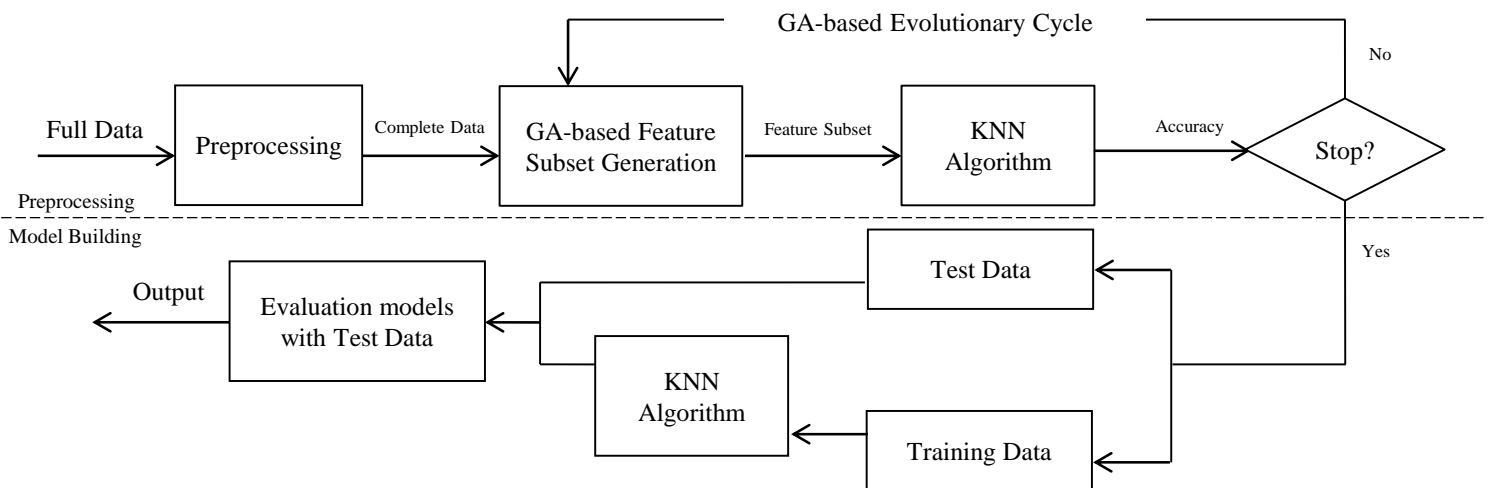 GA-based Evolutionary Cycle
No
Full Data
Preprocessing
Complete Data
GA-based Feature
Subset Generation
Feature Subset
KNN
Algorithm
Accuracy
Stop?
Preprocessing
Model Building
Yes
Test Data
Output
Evaluation models
with Test Data
KNN
Algorithm
Training Data